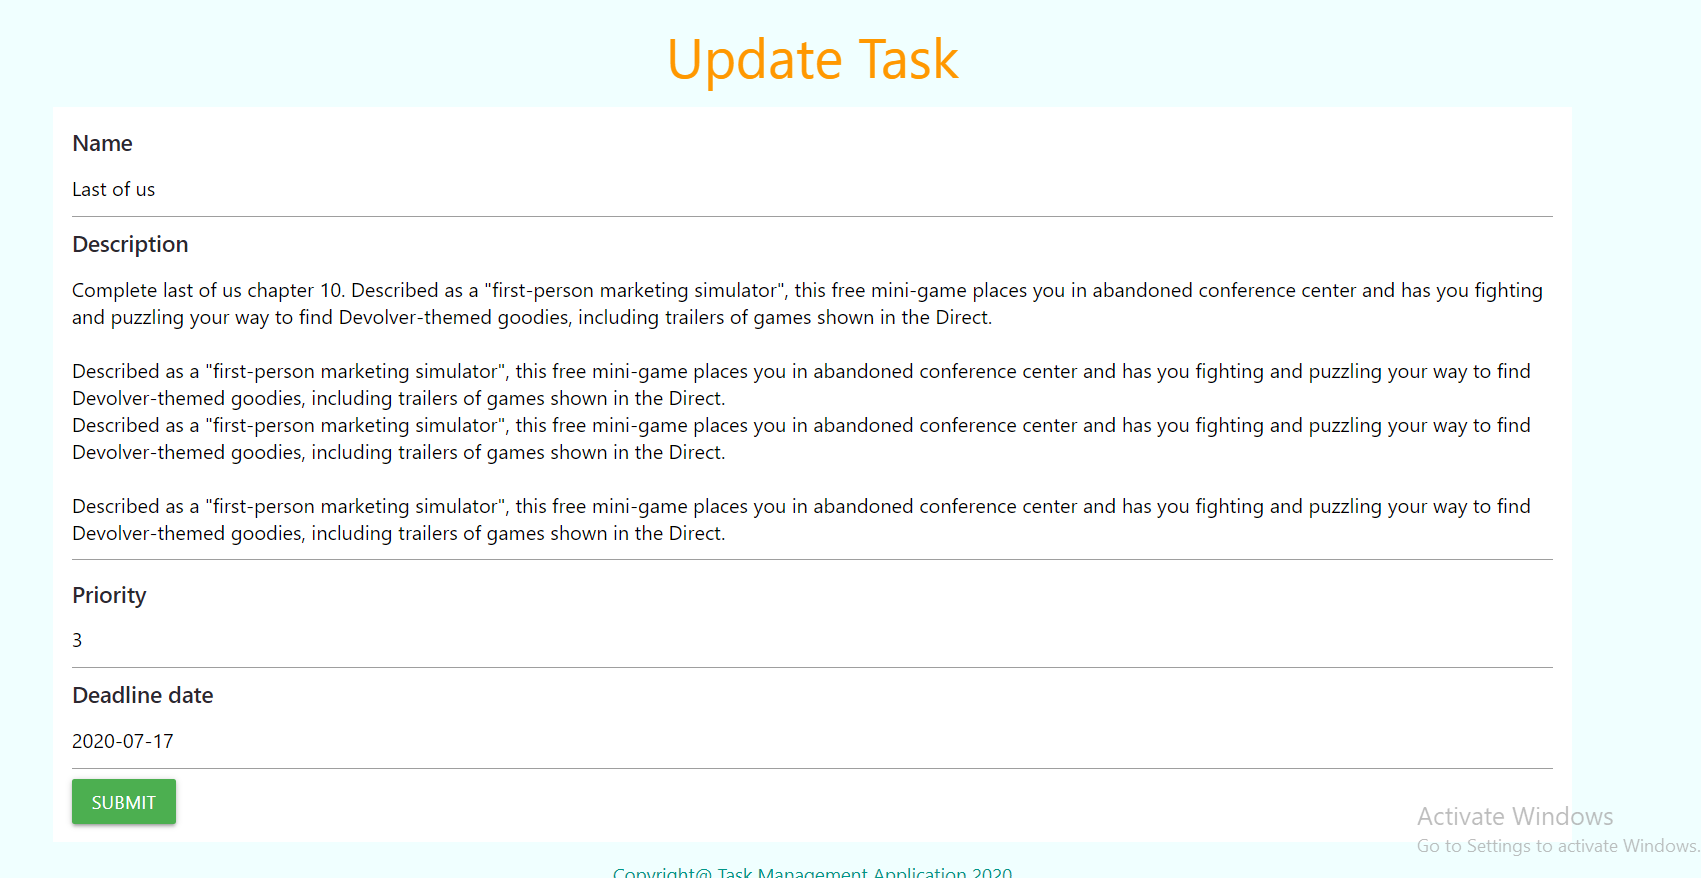 Update Task
Name
Last of us
Description
Complete last of us chapter 10. Described as a "first-person marketing simulator", this free mini-game places you in abandoned conference center and has you fighting
and puzzling your way to find Devolver-themed goodies, including trailers of games shown in the Direct.
Described as a "first-person marketing simulator", this free mini-game places you in abandoned conference center and has you fighting and puzzling your way to find
Devolver-themed goodies, including trailers of games shown in the Direct.
Described as a "first-person marketing simulator", this free mini-game places you in abandoned conference center and has you fighting and puzzling your way to find
Devolver-themed goodies, including trailers of games shown in the Direct.
Described as a "first-person marketing simulator", this free mini-game places you in abandoned conference center and has you fighting and puzzling your way to find
Devolver-themed goodies, including trailers of games shown in the Direct.
Priority
3
Deadline date
2020-07-17
SUBMIT
Activate Windows
Go to Settings to activate Windows.
Copyright@ Task Management Application 2020